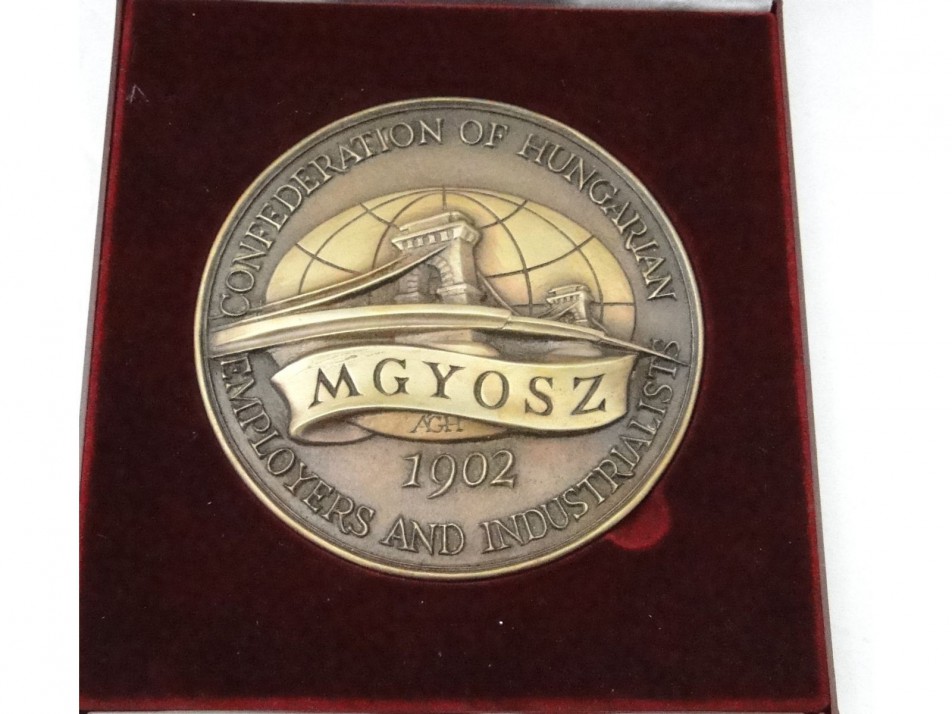 CONFEDERATION OF HUNGARIAN
EMPLOYERS AND INDUSTRIALISTS
MGYOSZ
AGH
1902